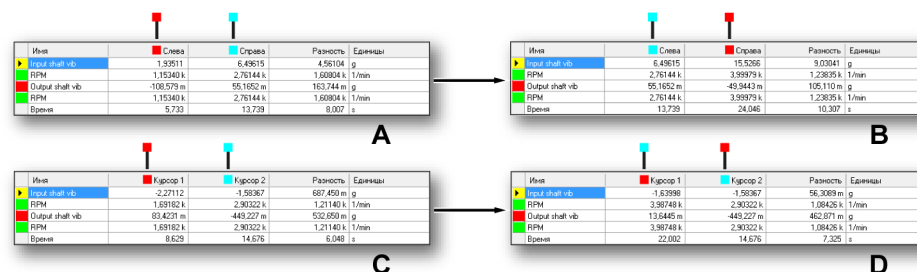 Имя Слева Справа Разность Единицы
Input shaft vib 1,93511 6,49615 4,56104 g
RPM 1,15340 k 2,76144 k 1,60804 k 1/min
Output shaft vib -108,579 m 55,1652 m 163,744 m g
RPM 1,15340 k 2,76144 k 1,60804 k 1/min
Время 5,733 13,739 8,007 s
A
Имя Слева Справа Разность Единицы
Input shaft vib 6,49615 15,5266 9,03041 g
RPM 2,76144 k 3,99979 k 1,23835 k 1/min
Output shaft vib 55,1652 m -49,9443 m 105,110 m g
RPM 2,76144 k 3,99979 k 1,23835 k 1/min
Время 13,739 24,046 10,307 s
B
Имя Курсор 1 Курсор 2 Разность Единицы
Input shaft vib -2,27112 -1,58367 687,450 m g
RPM 1,69182 k 2,90322 k 1,21140 k 1/min
Output shaft vib 83,4231 m -449,227 m 532,650 m g
RPM 1,69182 k 2,90322 k 1,21140 k 1/min
Время 8,629 14,676 6,048 s
C
Имя Курсор 1 Курсор 2 Разность Единицы
Input shaft vib -1,63998 -1,58367 56,3089 m g
RPM 3,98748 k 2,90322 k 1,08426 k 1/min
Output shaft vib 13,6445 m -449,227 m 462,871 m g
RPM 3,98748 k 2,90322 k 1,08426 k 1/min
Время 22,002 14,676 7,325 s
D